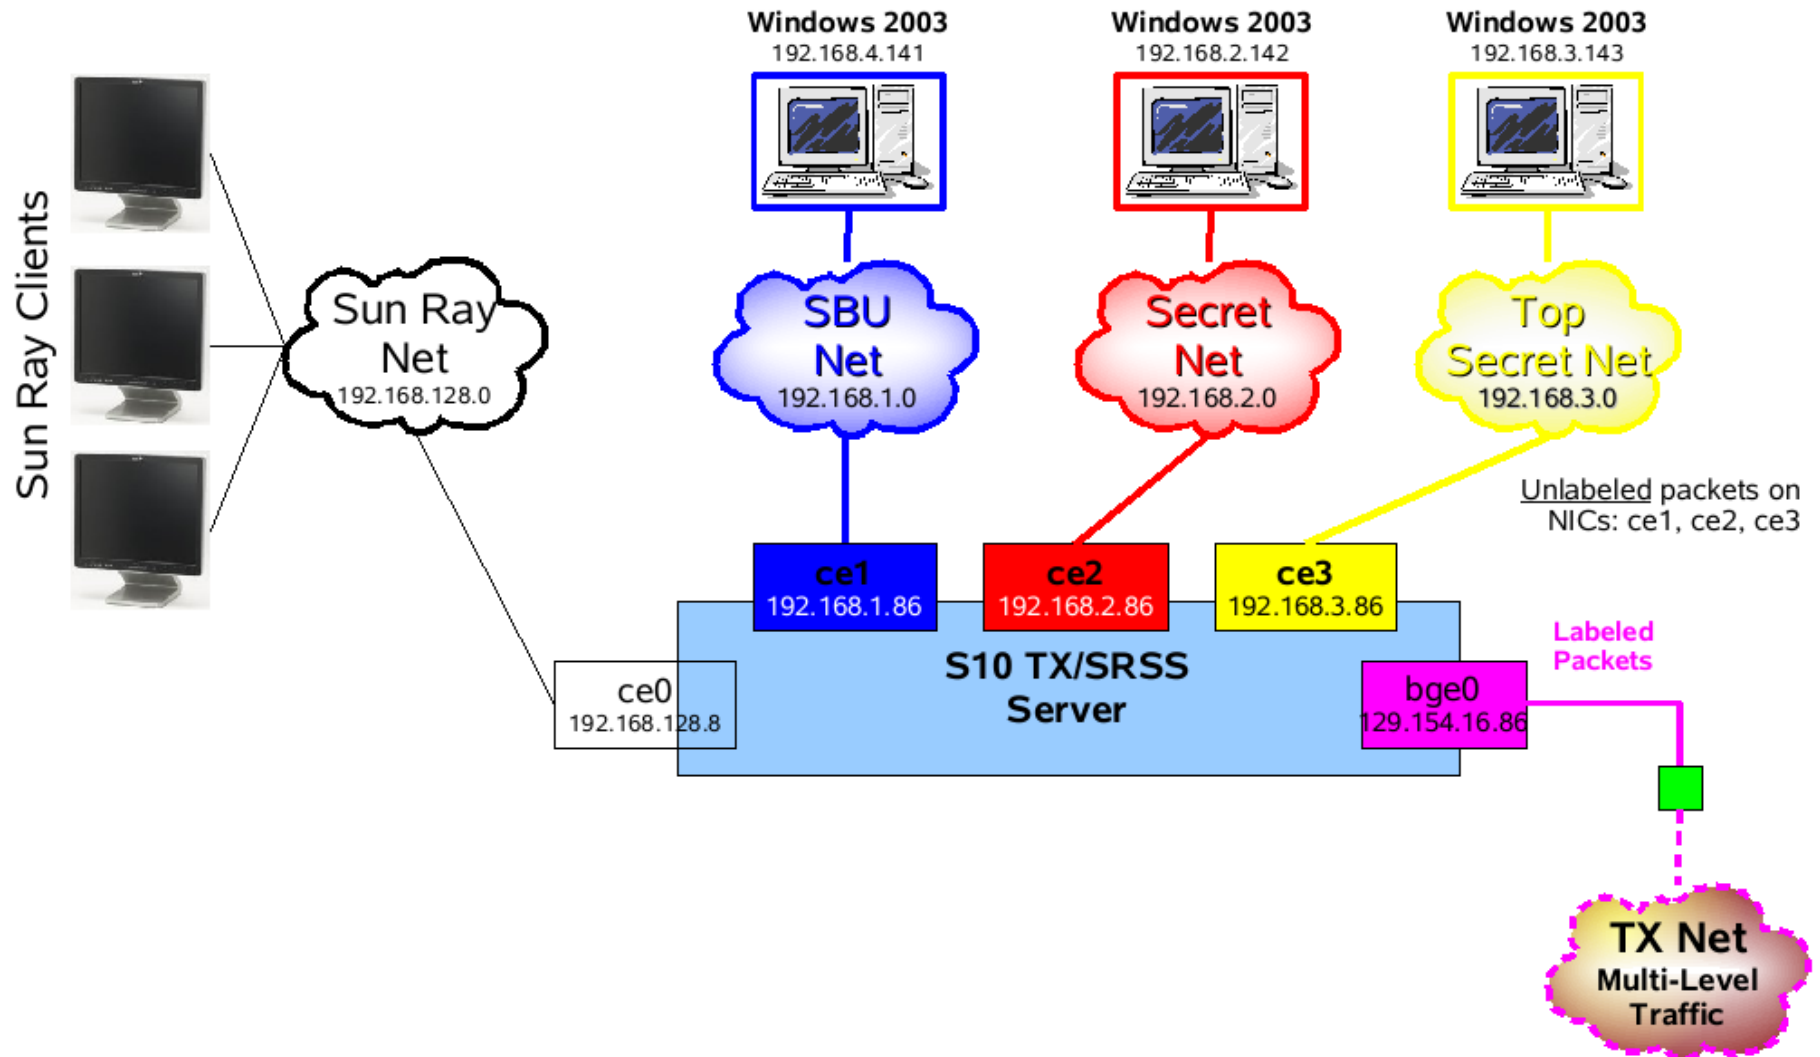 Windows 2003
192.168.4.141
Windows 2003
192.168.2.142
Windows 2003
192.168.3.143
Sun Ray Clients
Sun Ray
Net
192.168.128.0
SBU
Net
192.168.1.0
Secret
Net
192.168.2.0
Top
Secret Net
192.168.3.0
Unlabeled packets on
NICs: ce1, ce2, ce3
ce1
192.168.1.86
ce2
192.168.2.86
ce3
192.168.3.86
S10 TX/SRSS
Server
ce0
192.168.128.8
bge0
129.154.16.86
Labeled
Packets
TX Net
Multi-Level
Traffic